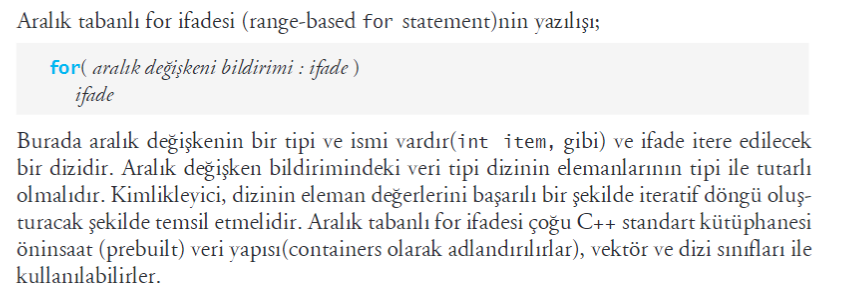 Aralık tabanlı for ifadesi (range-based for statement)nin yazılışı;
for( aralık değişkeni bildirimi : ifade )
ifade
Burada aralık değişkenin bir tipi ve ismi vardır(int item, gibi) ve ifade itere edilecek
bir dizidir. Aralık değişken bildirimindeki veri tipi dizinin elemanlarının tipi ile tutarlı
olmalıdır. Kimlikleyici, dizinin eleman değerlerini başarılı bir şekilde iteratif döngü oluş-
turacak şekilde temsil etmelidir. Aralık tabanlı for ifadesi çoğu C++ standart kütüphanesi
öninsaat (prebuilt) veri yapısı(containers olarak adlandırılırlar), vektör ve dizi sınıfları ile
kullanılabilirler.